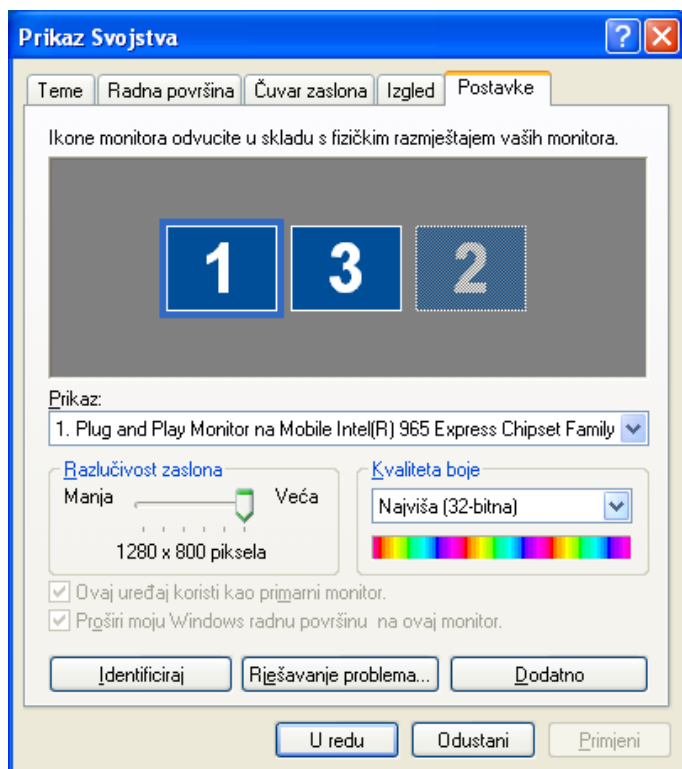 Prikaz Svojstva
Teme Radna površina Čuvar zaslona Izgled Postavke
Ikone monitora odvucite u skladu s fizičkim razmještajem vaših monitora.
1 3 2
Prikaz:
1. Plug and Play Monitor na Mobile Intel(R) 965 Express Chipset Family
Razlučivost zaslona
Manja Veća
1280 x 800 piksela
Kvaliteta boje
Najviša (32-bitna)
Ovaj uređaj koristi kao primarni monitor.
Proširi moju Windows radnu površinu na ovaj monitor.
Identificiraj Rješavanje problema... Dodatno
U redu Odustani Primjeni